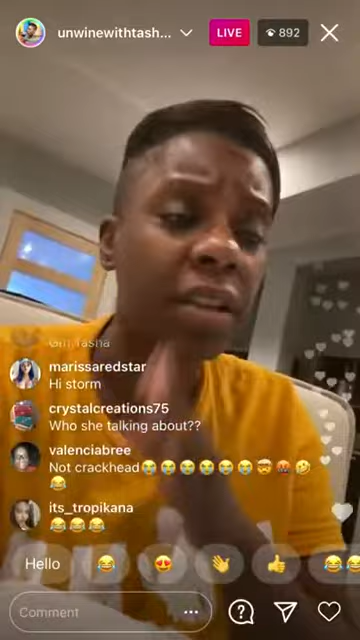 unwinewithtash...
LIVE
892
marissaredstar
Hi storm
crystalcreations75
Who she talking about??
valenciabree
Not crackhead😭😭😭😭😭😭🤯🤬🤣
😂
its_tropikana
😂😂😂
Hello 😂 😍 👋 👍 😂😂
Comment ...